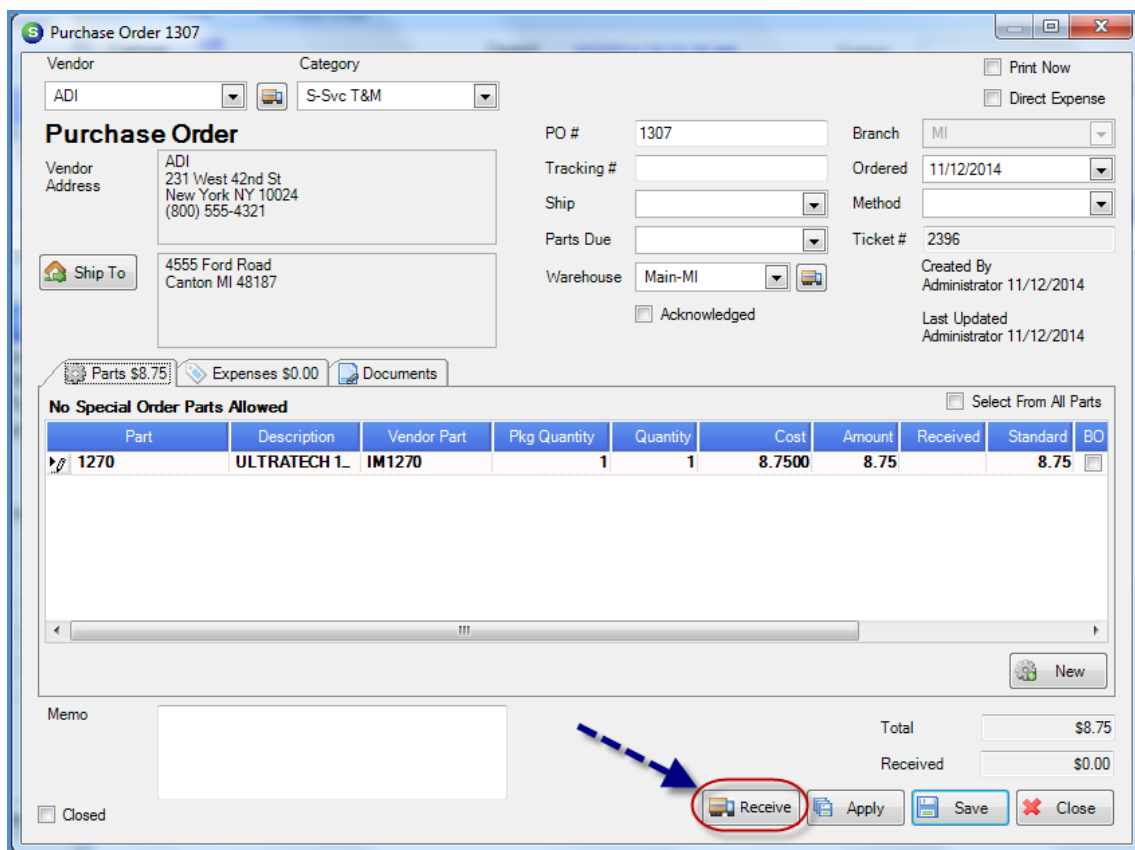 Purchase Order 1307
Vendor Category
ADI S-Svc T&M
Print Now
Direct Expense
Purchase Order
Vendor Address
ADI
231 West 42nd St
New York NY 10024
(800) 555-4321
Ship To
4555 Ford Road
Canton MI 48187
PO # 1307
Tracking #
Ship
Parts Due
Warehouse Main-MI
Acknowledged
Branch MI
Ordered 11/12/2014
Method
Ticket # 2396
Created By
Administrator 11/12/2014
Last Updated
Administrator 11/12/2014
Parts $8.75 Expenses $0.00 Documents
No Special Order Parts Allowed Select From All Parts
Part Description Vendor Part Pkg Quantity Quantity Cost Amount Received Standard BO
1270 ULTRATECH 1_ IM1270 1 1 8.7500 8.75 8.75
New
Memo
Total $8.75
Received $0.00
Closed
Receive Apply Save Close